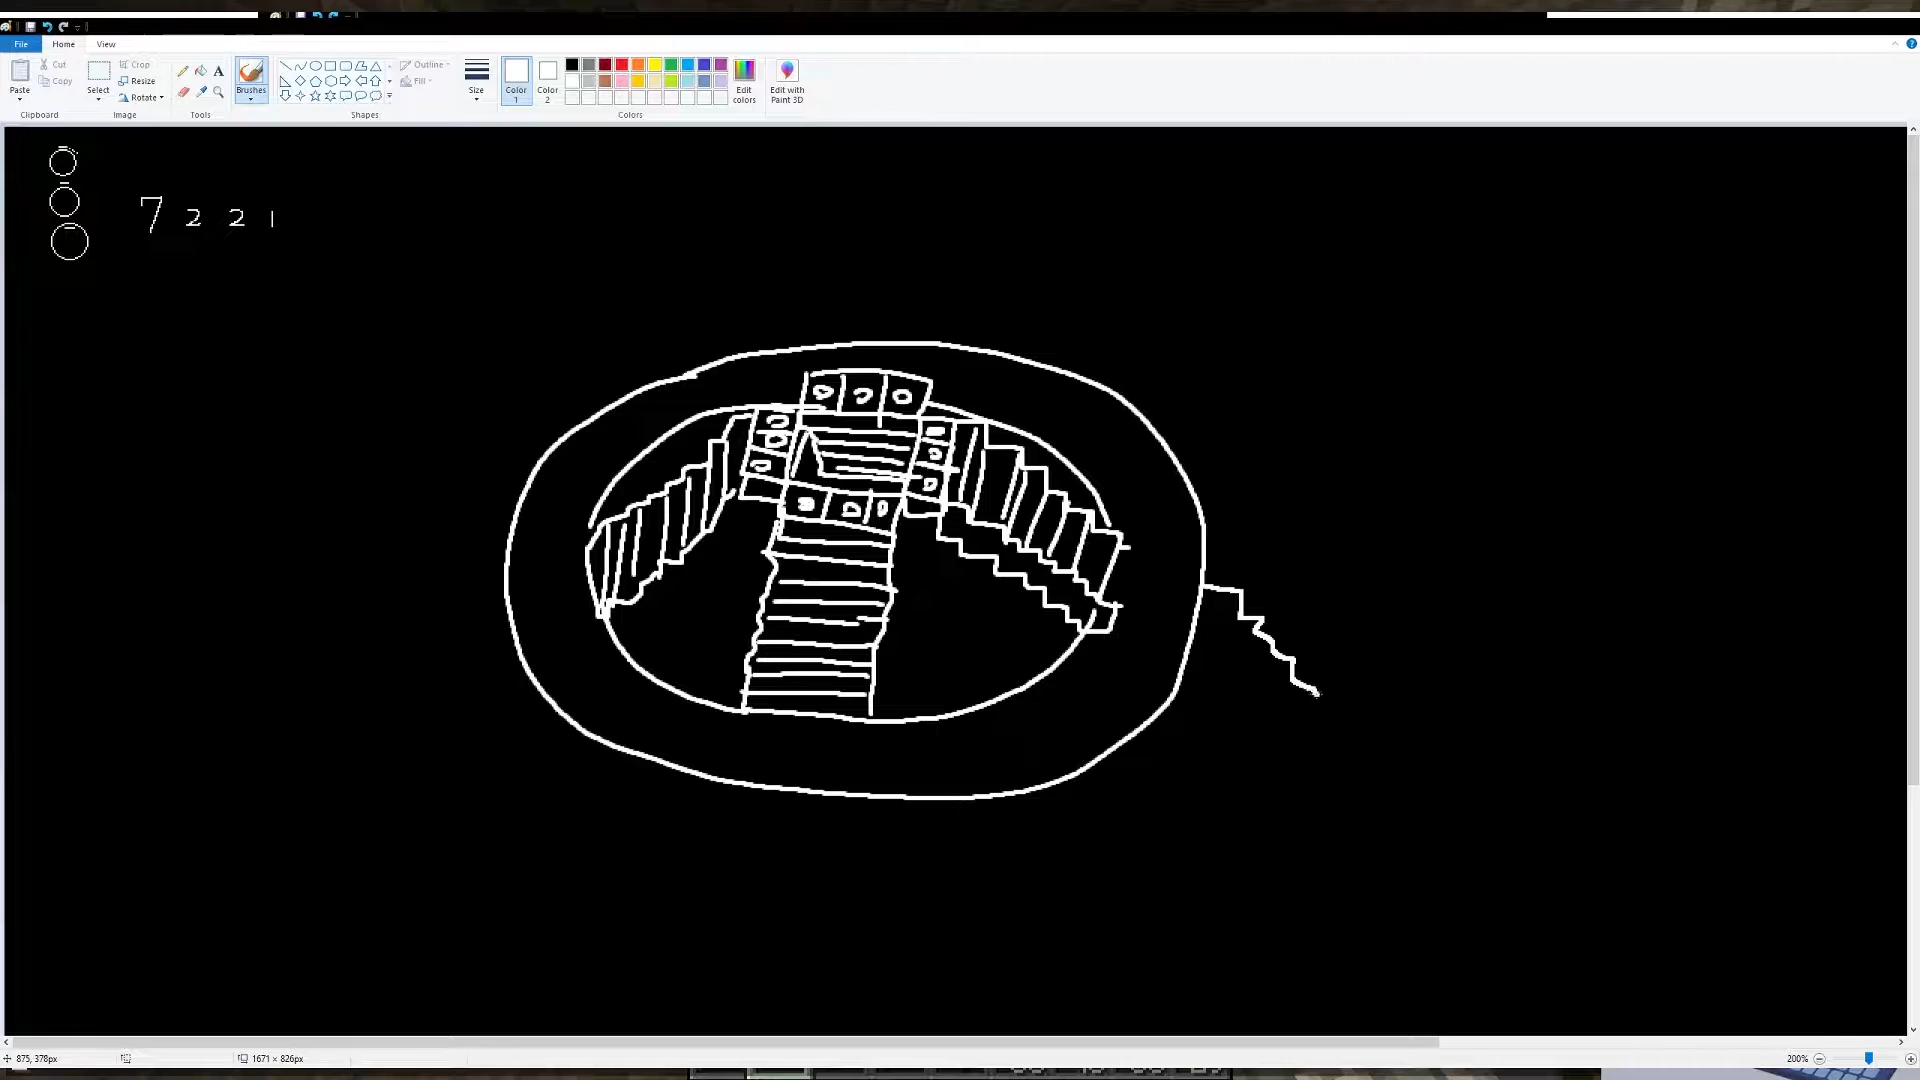 File Home View
Paste
Cut
Copy
Clipboard
Select
Crop
Resize
Rotate
Image
Tools
Brushes
Outline
Fill
Shapes
Size
Color 1
Color 2
Edit colors
Edit with Paint 3D
Colors
7 2 2 1
875, 378px
1671 × 826px
200%